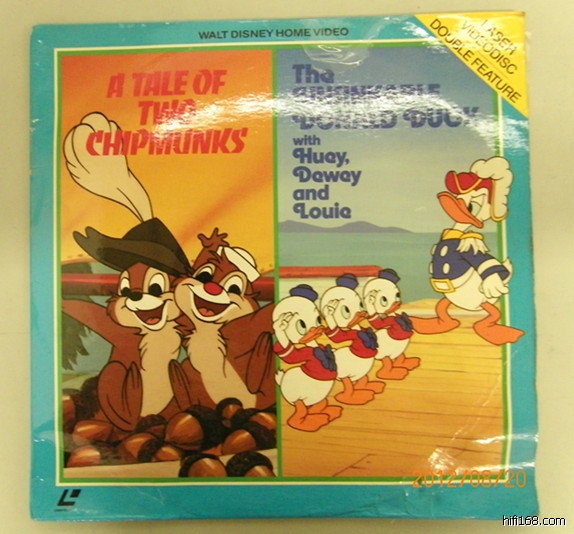 WALT DISNEY HOME VIDEO
LASER
VIDEODISC
DOUBLE FEATURE
A TALE OF
TWO
CHIPMUNKS
The
UNSINKABLE
DONALD DUCK
with
Huey,
Dewey
and
Louie
2012/08/20
hifi168.com